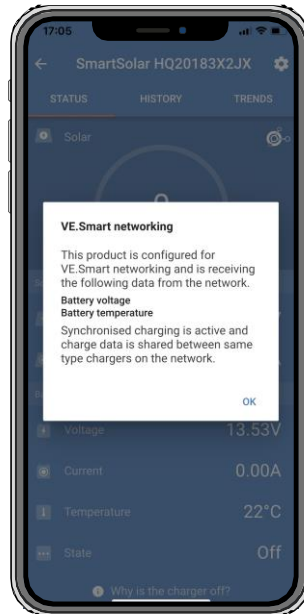 17:05
SmartSolar HQ20183X2JX
STATUS HISTORY TRENDS
Solar
VE.Smart networking
This product is configured for
VE.Smart networking and is receiving
the following data from the network.
Battery voltage
Battery temperature
Synchronised charging is active and
charge data is shared between same
type chargers on the network.
OK
Voltage 13.53V
Current 0.00A
Temperature 22°C
State Off
Why is the charger off?